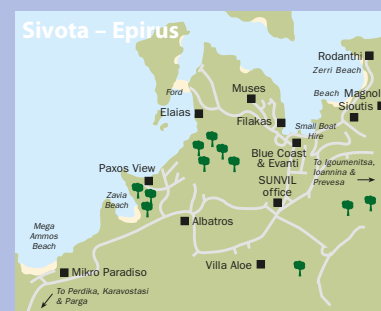 Sivota – Epirus
Rodanthi
Zerri Beach
Ford
Muses
Beach
Magnol
Sioutis
Elaias
Filakas
Small Boat
Hire
Blue Coast
& Evanti
To Igoumenitsa,
Ioannina &
Prevesa
Paxos View
SUNVIL
office
Zavia
Beach
Albatros
Mega
Ammos
Beach
Villa Aloe
Mikro Paradiso
To Perdika, Karavostasi
& Parga